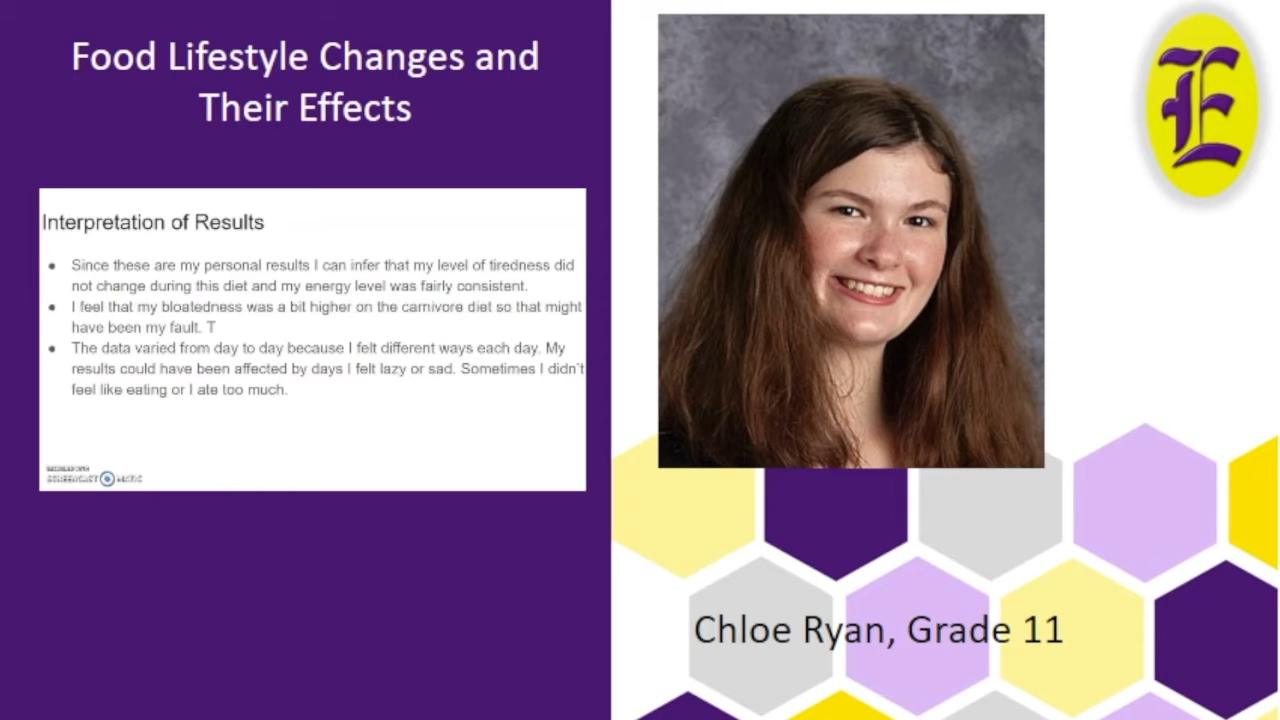 Food Lifestyle Changes and
Their Effects
Interpretation of Results
● Since these are my personal results I can infer that my level of tiredness did
not change during this diet and my energy level was fairly consistent.
● I feel that my bloatedness was a bit higher on the carnivore diet so that might
have been my fault. T
● The data varied from day to day because I felt different ways each day. My
results could have been affected by days I felt lazy or sad. Sometimes I didn't
feel like eating or I ate too much.
E
Chloe Ryan, Grade 11